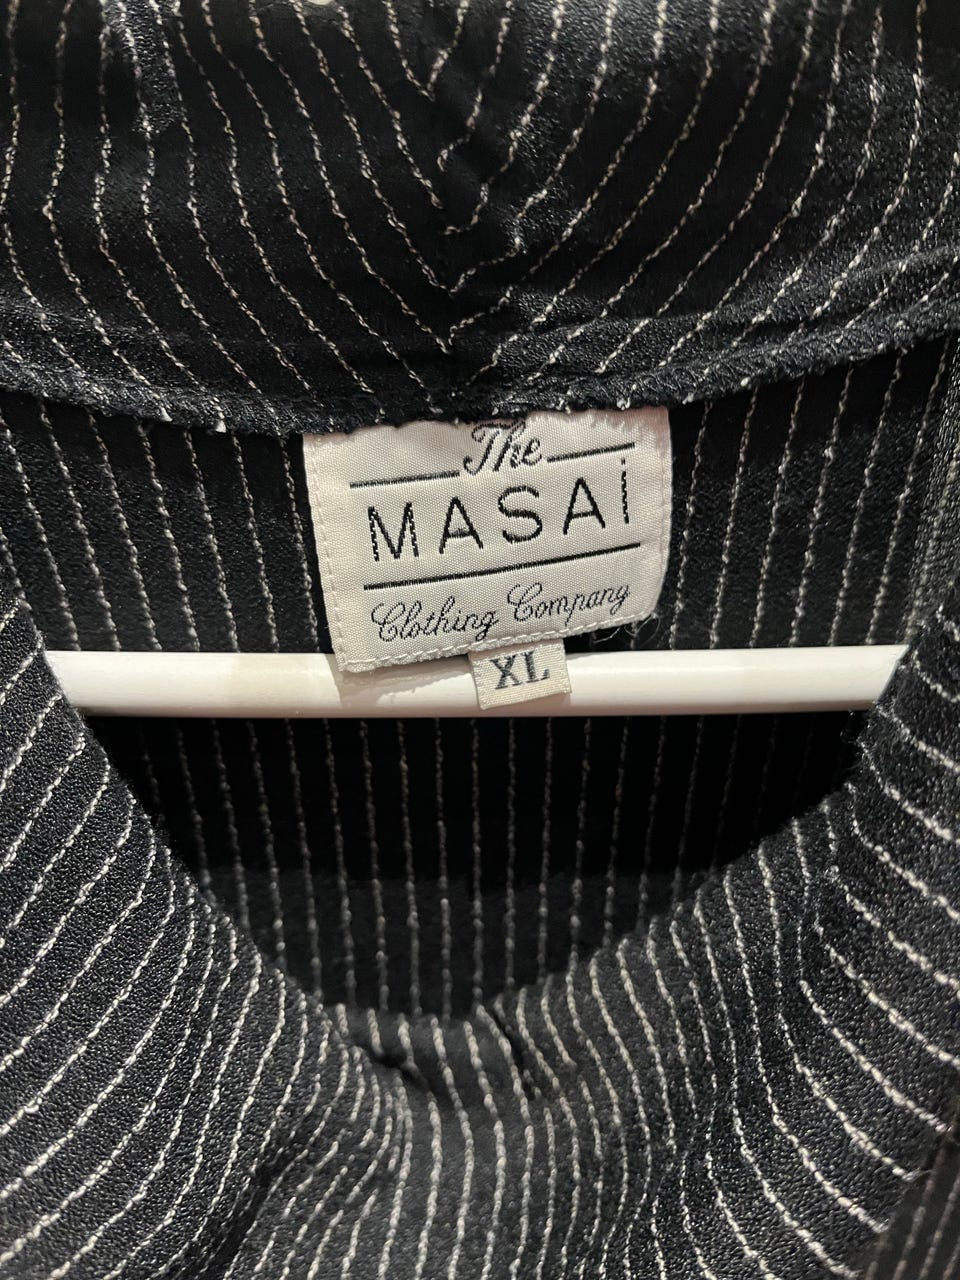 The
MASAi
Clothing Company
XL